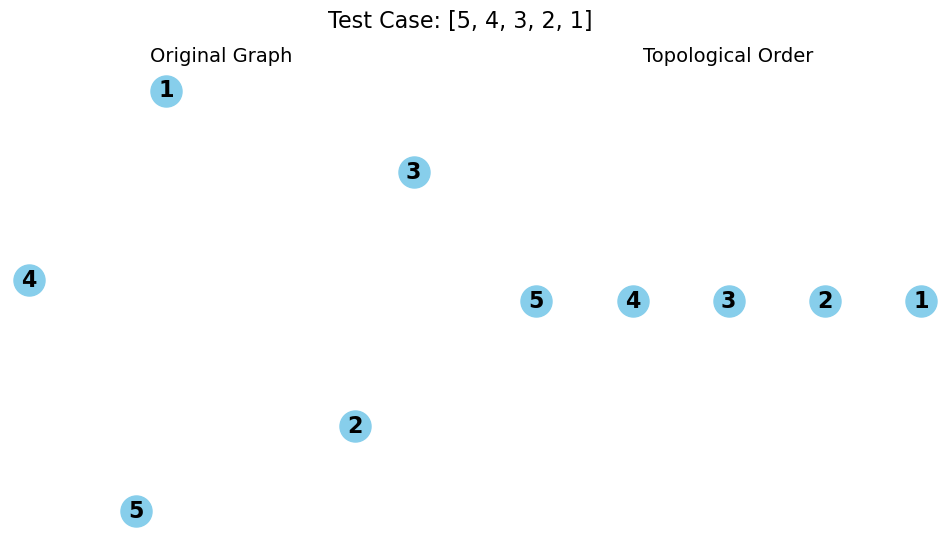 Test Case: [5, 4, 3, 2, 1]
Original Graph
1
3
4
2
5
Topological Order
5 4 3 2 1